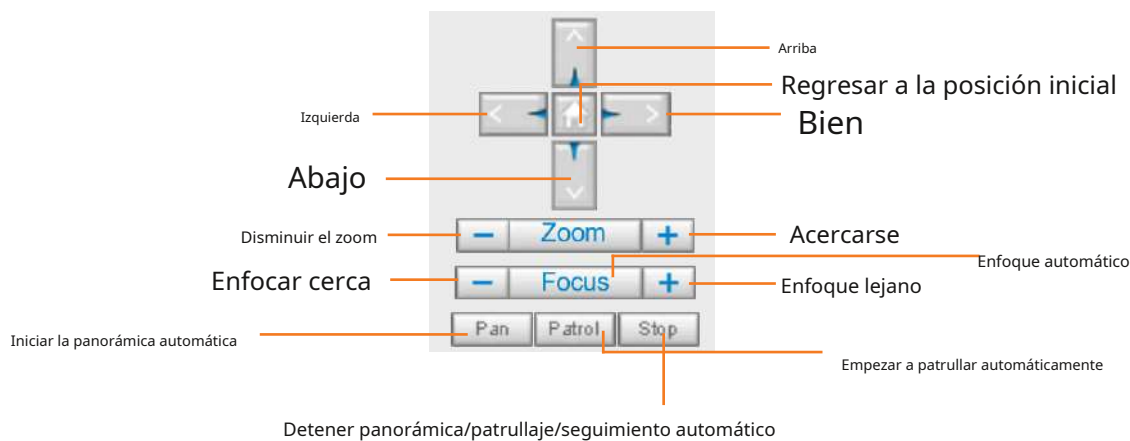 Arriba
Regresar a la posición inicial
Izquierda
Bien
Abajo
Disminuir el zoom
− Zoom +
Acercarse
Enfoque automático
Enfocar cerca
− Focus +
Enfoque lejano
Pan Patrol Stop
Iniciar la panorámica automática
Empezar a patrullar automáticamente
Detener panorámica/patrullaje/seguimiento automático